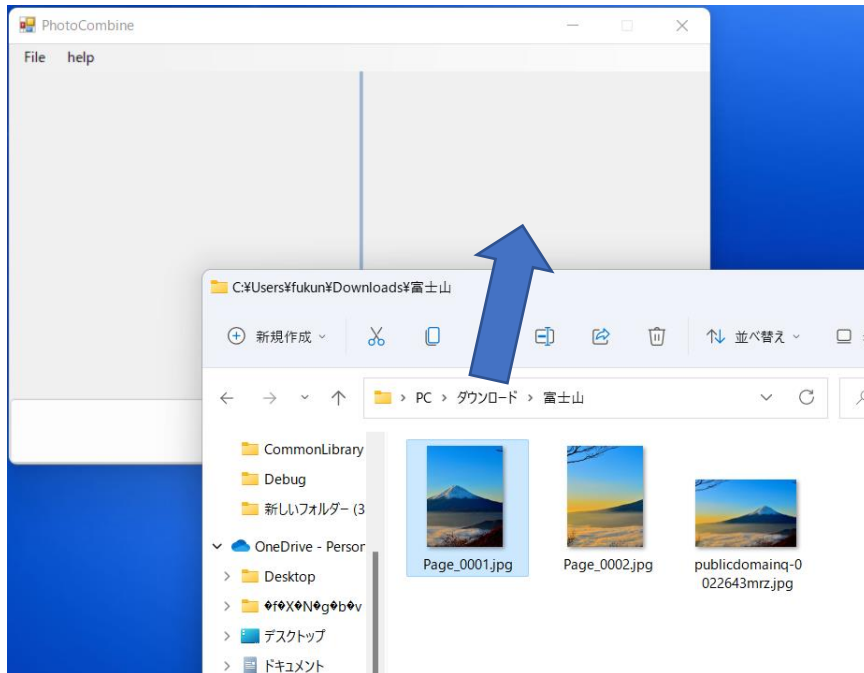 PhotoCombine
File help
C:¥Users¥fukun¥Downloads¥富士山
新規作成
並べ替え
PC › ダウンロード › 富士山
CommonLibrary
Debug
新しいフォルダー (3
OneDrive - Person
Desktop
�f�X�N�g�b�v
デスクトップ
ドキュメント
Page_0001.jpg
Page_0002.jpg
publicdomainq-0
022643mrz.jpg